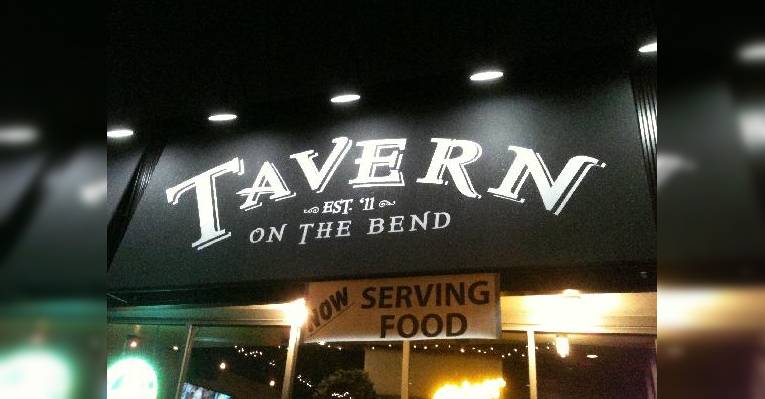 TAVERN
EST. '11
ON THE BEND
NOW SERVING
FOOD